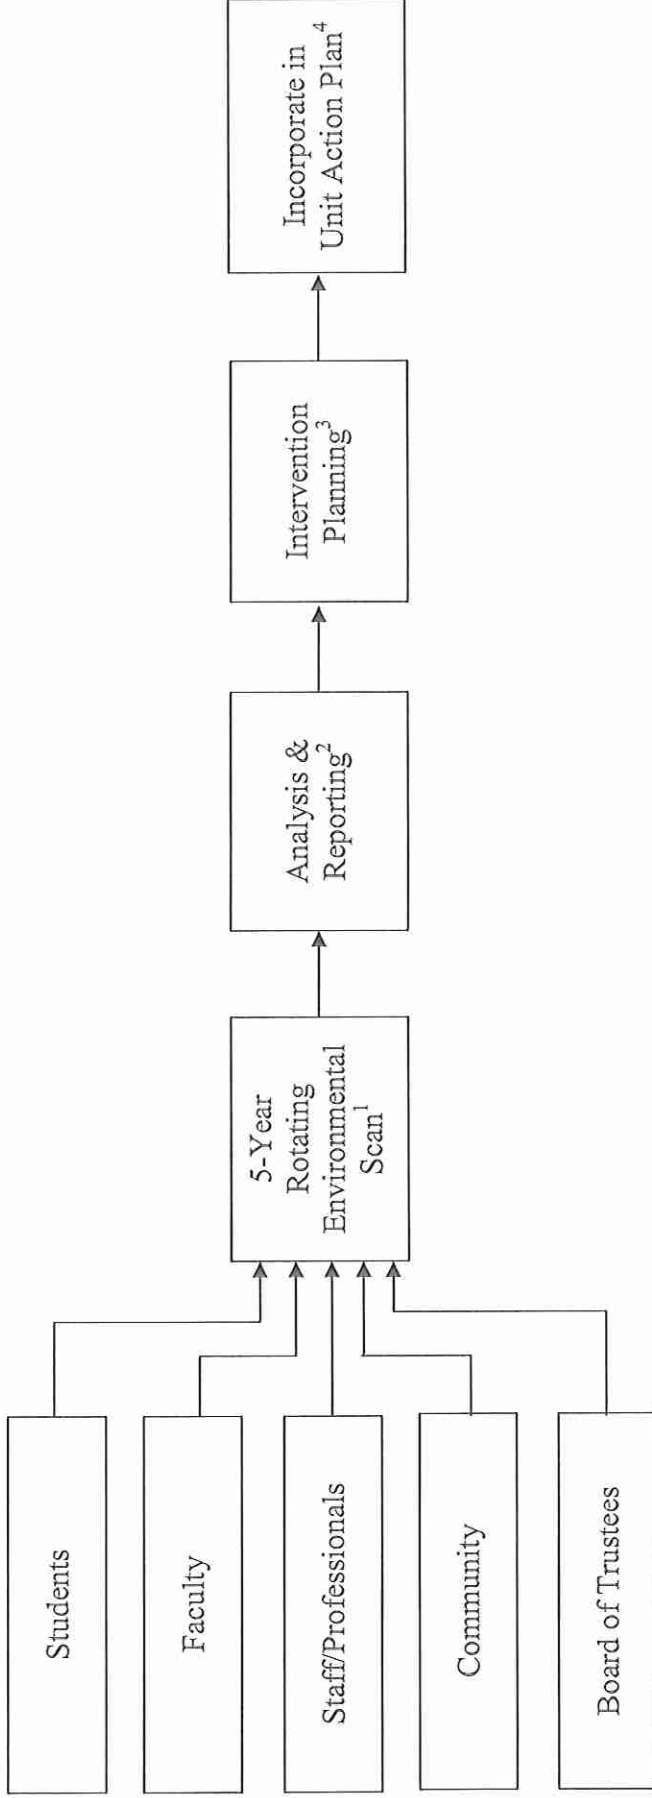 Students
Faculty
Staff/Professionals
Community
Board of Trustees
5-Year
Rotating
Environmental
Scan¹
Analysis &
Reporting²
Intervention
Planning³
Incorporate in
Unit Action Plan⁴